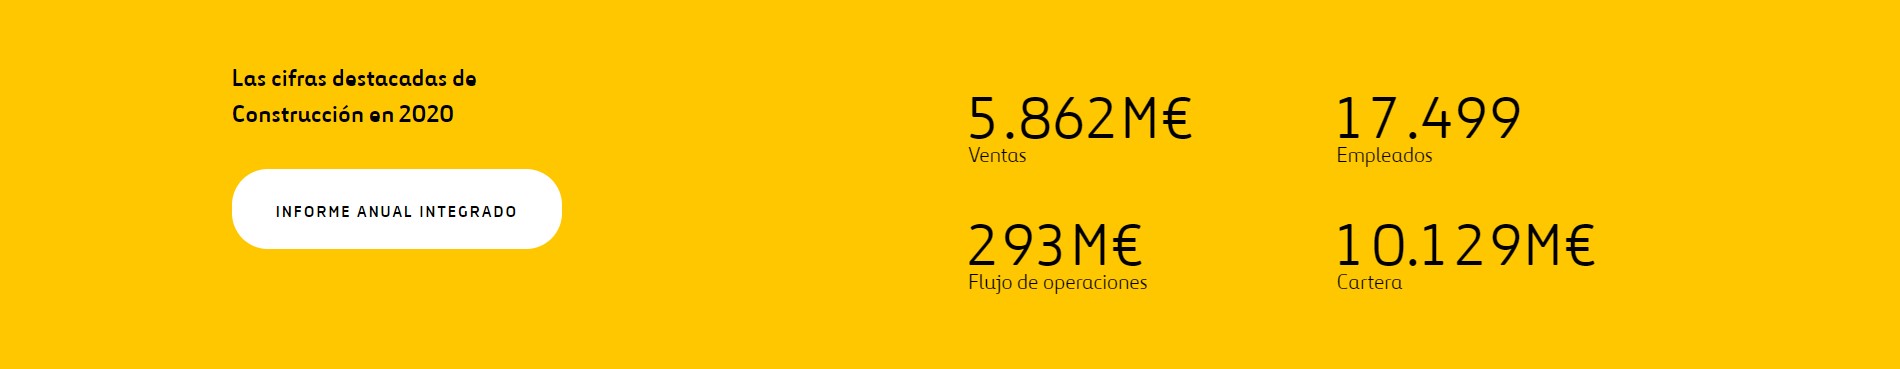 Las cifras destacadas de
Construcción en 2020
INFORME ANUAL INTEGRADO
5.862M€
Ventas
17.499
Empleados
293M€
Flujo de operaciones
10.129M€
Cartera